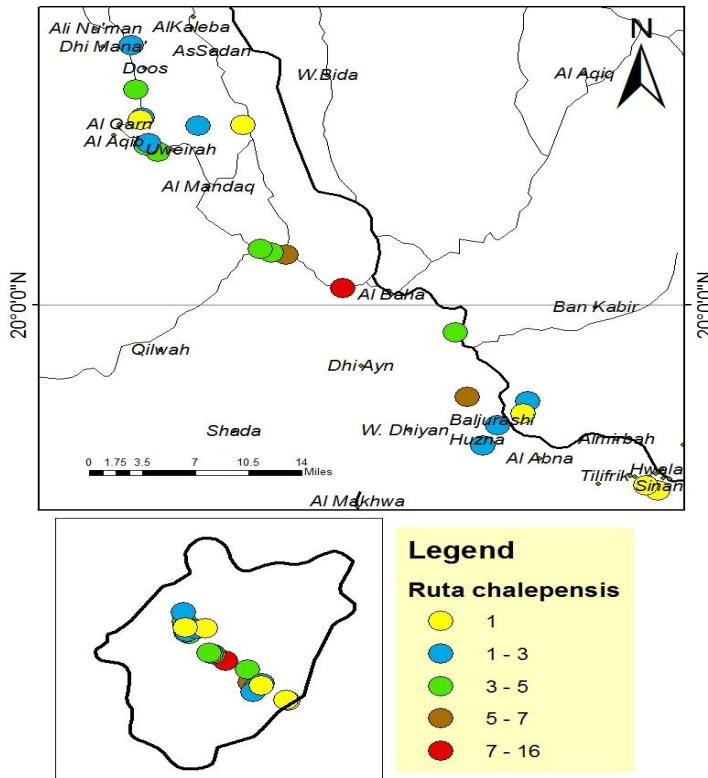 Ali Nu'man
AlKaleba
Dhi Mana'
AsSadan
Doos
W.Bida
Al Aqiq
N
Al Qarn
Al Aqib
Uweirah
Al Mandaq
20°0'0"N
20°0'0"N
Al Baha
Ban Kabir
Qilwah
Dhi Ayn
Shada
W. Dhiyan
Baljurashi
Huzna
Almirbah
Al Abna
Hwala
Tilifrik
Sinan
0 1.75 3.5 7 10.5 14
Miles
Al Makhwa
Legend
Ruta chalepensis
1
1 - 3
3 - 5
5 - 7
7 - 16